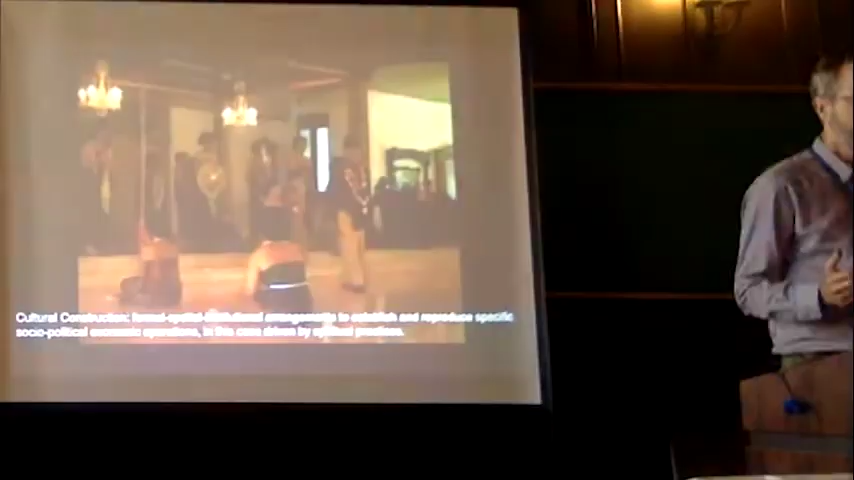 Cultural Construction: formal-spatial-institutional arrangements to establish and reproduce specific
socio-political economic operations, in this case driven by spiritual practices.